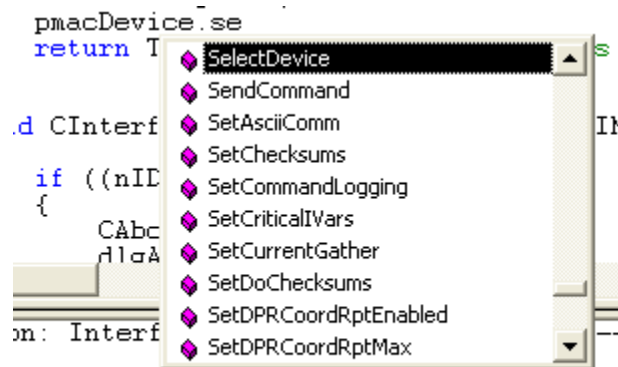 pmacDevice.se
return T s
SelectDevice
SendCommand
d CInterf SetAsciiComm
SetChecksums
if ((nID SetCommandLogging
{ SetCriticalIVars
CAbc SetCurrentGather
SetDoChecksums
SetDPRCoordRptEnabled
on: Interf SetDPRCoordRptMax